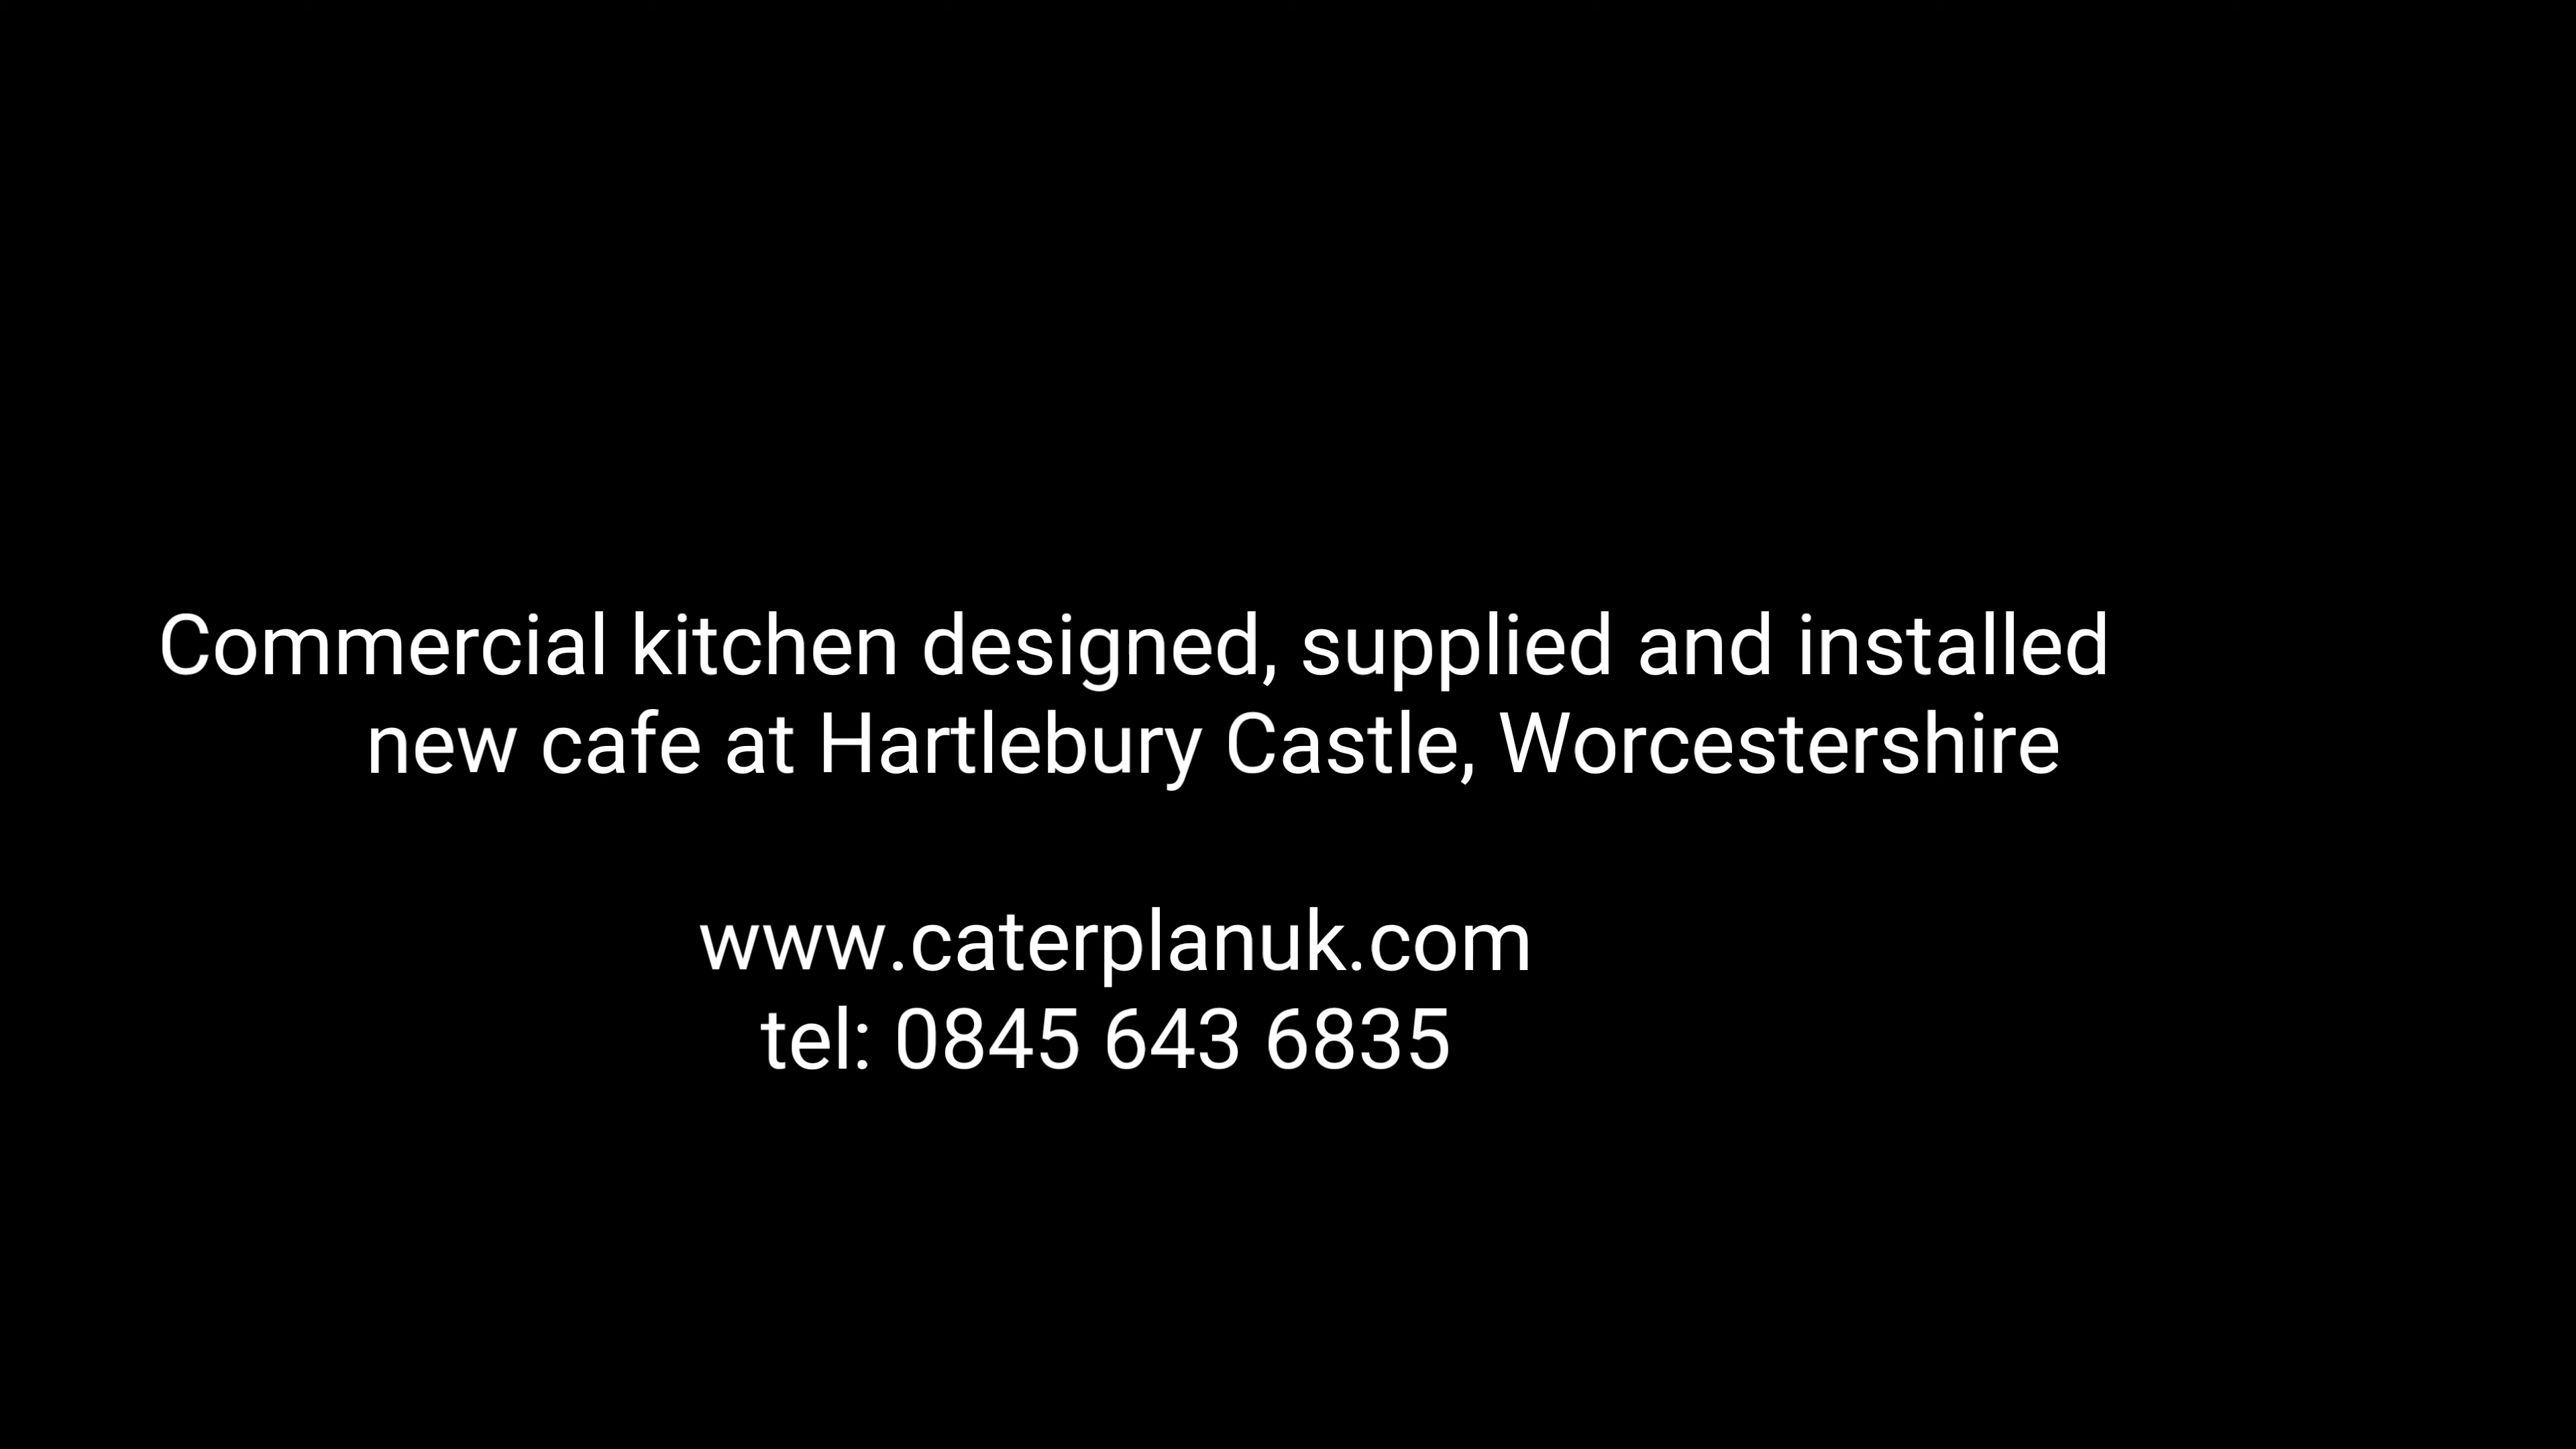 Commercial kitchen designed, supplied and installed
new cafe at Hartlebury Castle, Worcestershire
www.caterplanuk.com
tel: 0845 643 6835